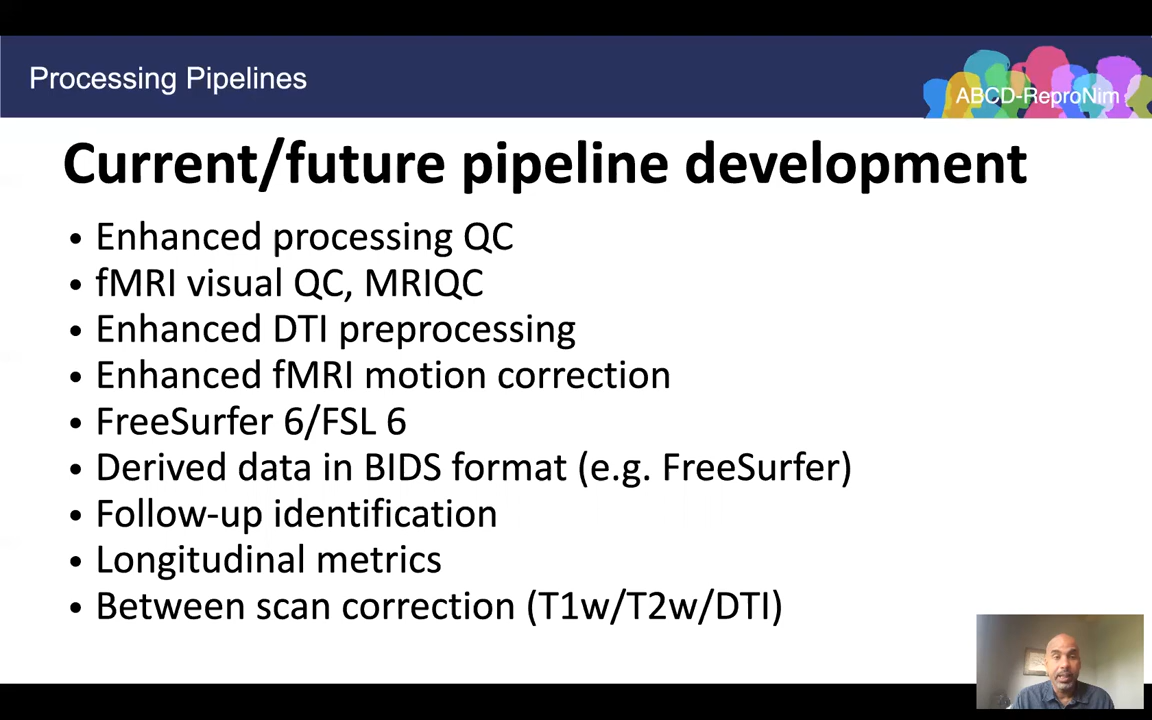 Processing Pipelines
ABCD-ReproNim
Current/future pipeline development
• Enhanced processing QC
• fMRI visual QC, MRIQC
• Enhanced DTI preprocessing
• Enhanced fMRI motion correction
• FreeSurfer 6/FSL 6
• Derived data in BIDS format (e.g. FreeSurfer)
• Follow-up identification
• Longitudinal metrics
• Between scan correction (T1w/T2w/DTI)